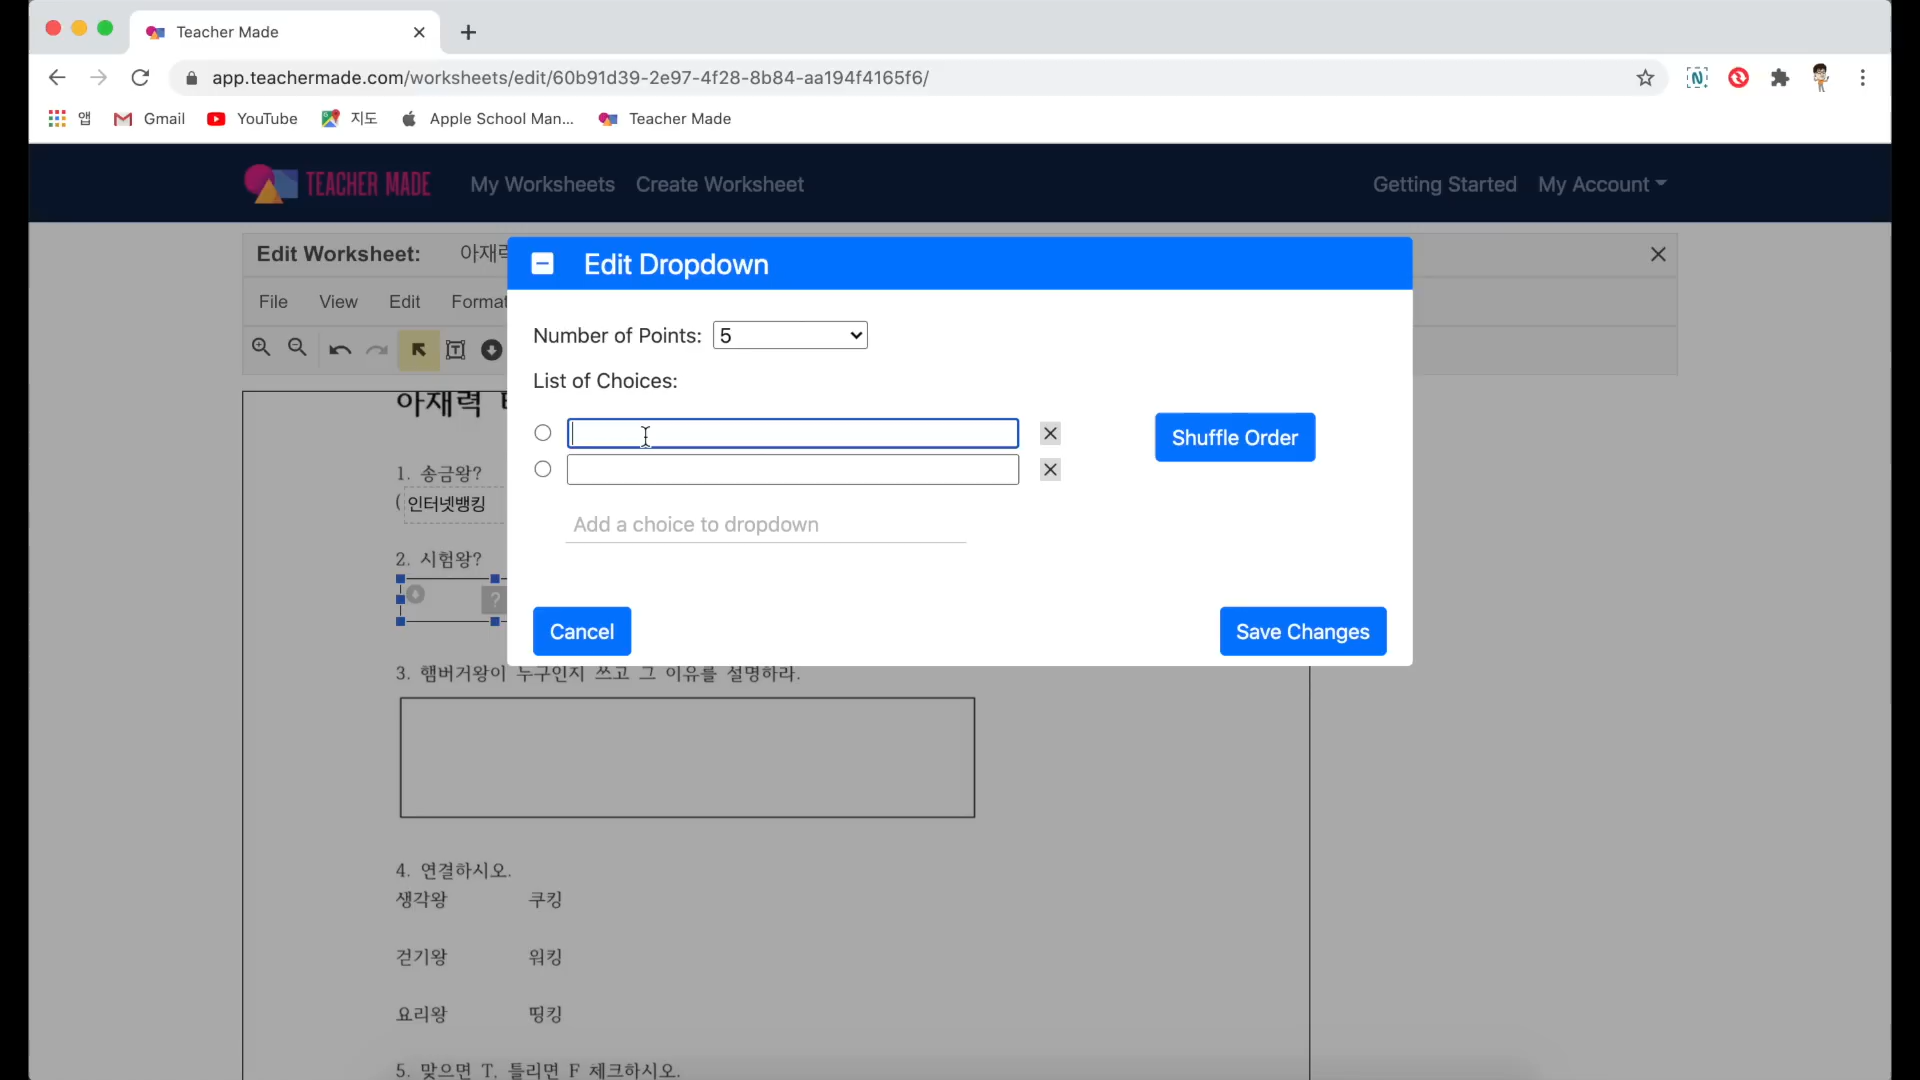 Teacher Made
app.teachermade.com/worksheets/edit/60b91d39-2e97-4f28-8b84-aa194f4165f6/
앱 Gmail YouTube 지도 Apple School Man... Teacher Made
TEACHER MADE My Worksheets Create Worksheet Getting Started My Account
Edit Worksheet: 아재력
File View Edit Format
Edit Dropdown
Number of Points: 5
List of Choices:
Shuffle Order
Add a choice to dropdown
Cancel Save Changes
아재력
1. 송금왕?
( 인터넷뱅킹
2. 시험왕?
?
3. 햄버거왕이 누구인지 쓰고 그 이유를 설명하라.
4. 연결하시오.
생각왕 쿠킹
걷기왕 워킹
요리왕 띵킹
5. 맞으면 T, 틀리면 F 체크하시오.